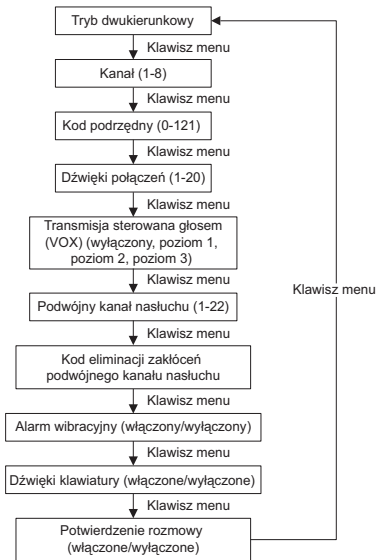 Tryb dwukierunkowy
Klawisz menu
Kanał (1-8)
Klawisz menu
Kod podrzędny (0-121)
Klawisz menu
Dźwięki połączeń (1-20)
Klawisz menu
Transmisja sterowana głosem
(VOX) (wyłączony, poziom 1,
poziom 2, poziom 3)
Klawisz menu
Klawisz menu
Podwójny kanał nasłuchu (1-22)
Klawisz menu
Kod eliminacji zakłóceń
podwójnego kanału nasłuchu
Klawisz menu
Alarm wibracyjny (włączony/wyłączony)
Klawisz menu
Dźwięki klawiatury (włączone/wyłączone)
Klawisz menu
Potwierdzenie rozmowy
(włączone/wyłączone)